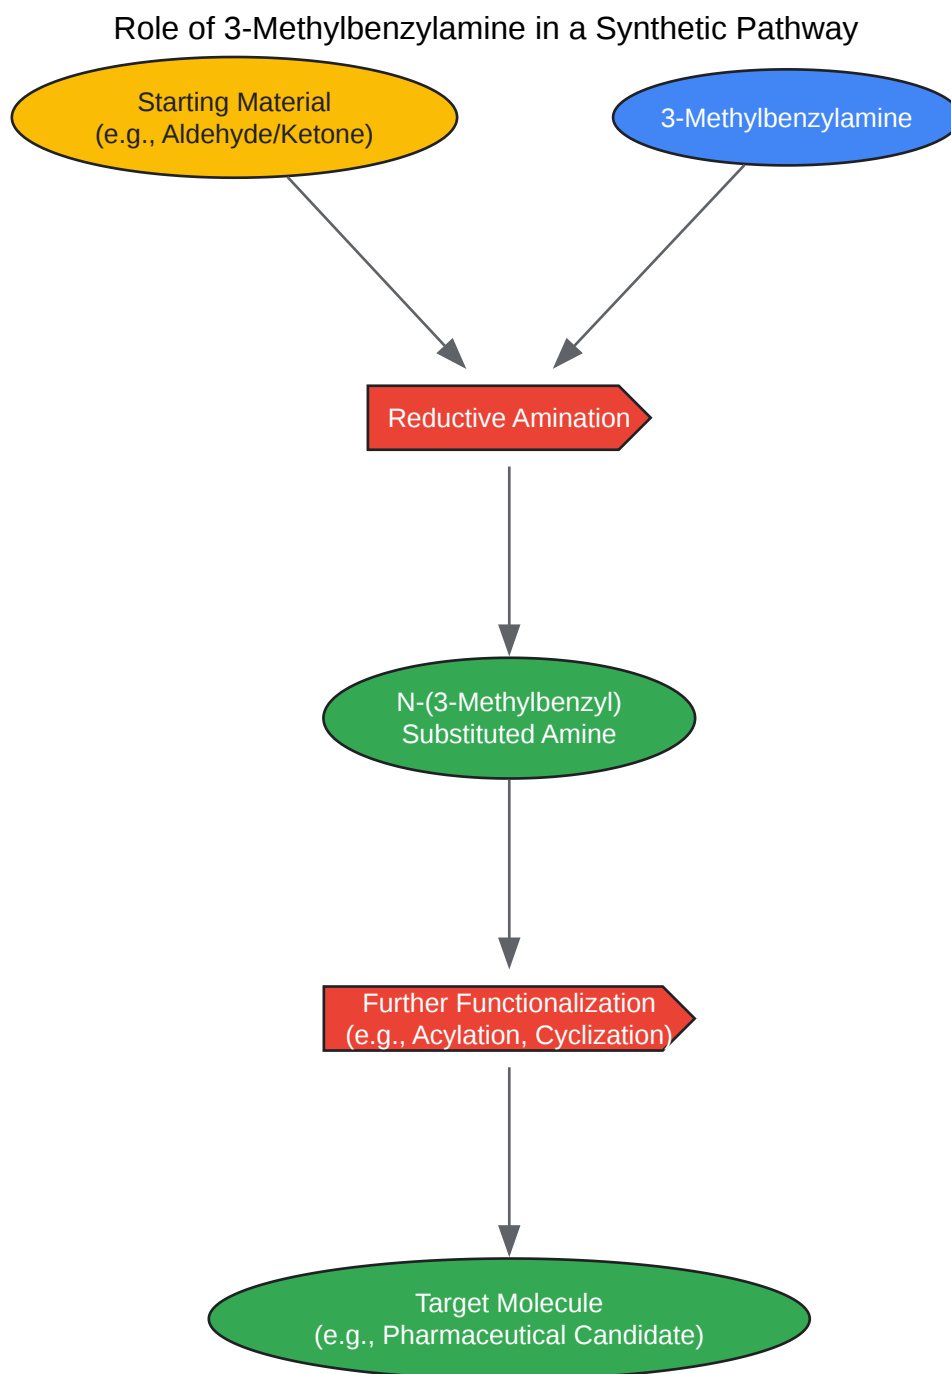 Role of 3-Methylbenzylamine in a Synthetic Pathway
Starting Material
(e.g., Aldehyde/Ketone)
3-Methylbenzylamine
Reductive Amination
N-(3-Methylbenzyl)
Substituted Amine
Further Functionalization
(e.g., Acylation, Cyclization)
Target Molecule
(e.g., Pharmaceutical Candidate)